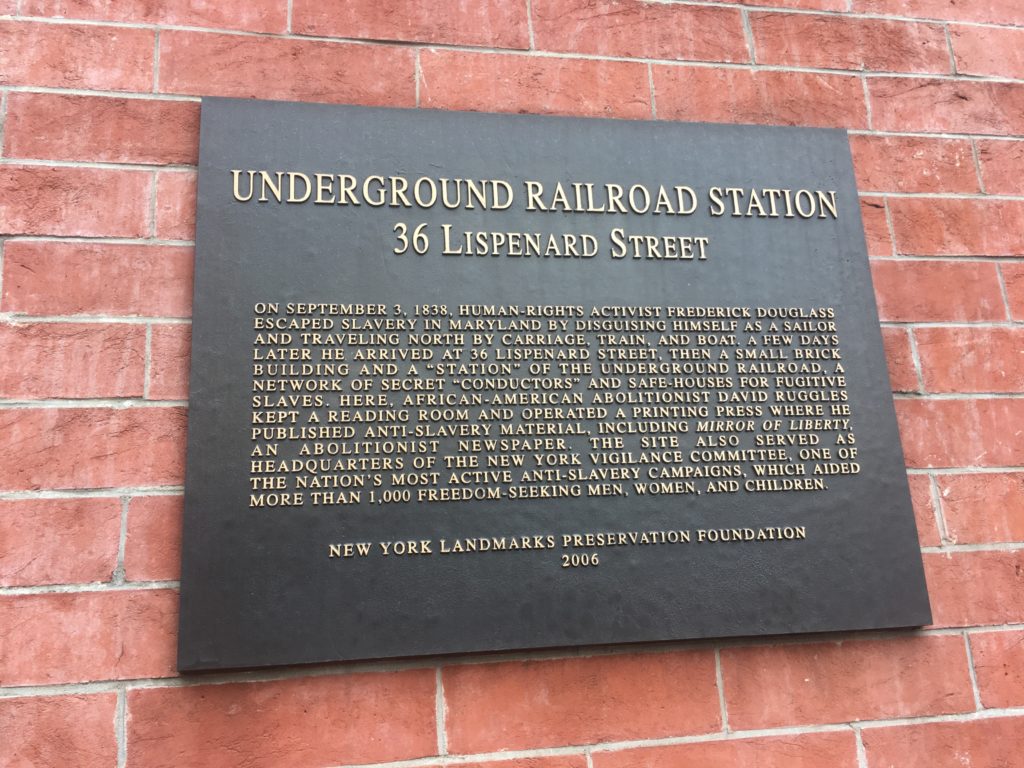 UNDERGROUND RAILROAD STATION
36 LISPENARD STREET
ON SEPTEMBER 3, 1838, HUMAN-RIGHTS ACTIVIST FREDERICK DOUGLASS
ESCAPED SLAVERY IN MARYLAND BY DISGUISING HIMSELF AS A SAILOR
AND TRAVELING NORTH BY CARRIAGE, TRAIN, AND BOAT. A FEW DAYS
LATER HE ARRIVED AT 36 LISPENARD STREET, THEN A SMALL BRICK
BUILDING AND A “STATION” OF THE UNDERGROUND RAILROAD, A
NETWORK OF SECRET “CONDUCTORS” AND SAFE-HOUSES FOR FUGITIVE
SLAVES. HERE, AFRICAN-AMERICAN ABOLITIONIST DAVID RUGGLES
KEPT A READING ROOM AND OPERATED A PRINTING PRESS WHERE HE
PUBLISHED ANTI-SLAVERY MATERIAL, INCLUDING MIRROR OF LIBERTY,
AN ABOLITIONIST NEWSPAPER. THE SITE ALSO SERVED AS
HEADQUARTERS OF THE NEW YORK VIGILANCE COMMITTEE, ONE OF
THE NATION’S MOST ACTIVE ANTI-SLAVERY CAMPAIGNS, WHICH AIDED
MORE THAN 1,000 FREEDOM-SEEKING MEN, WOMEN, AND CHILDREN.
NEW YORK LANDMARKS PRESERVATION FOUNDATION
2006